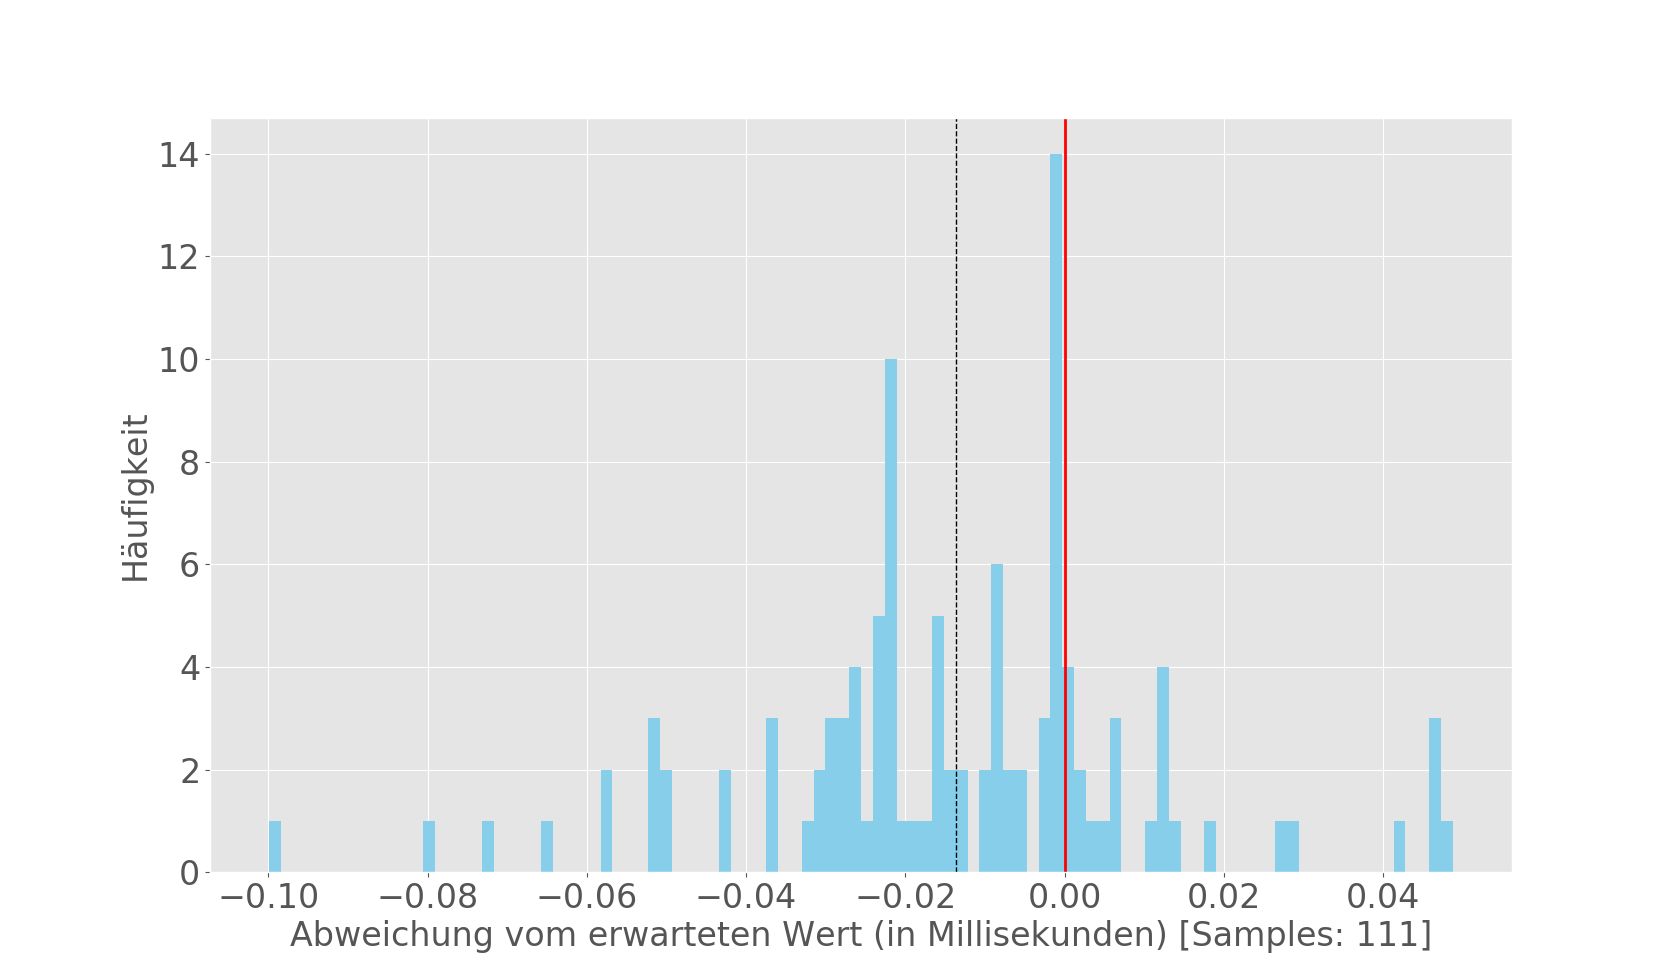 14
12
10
8
6
4
2
0
Häufigkeit
−0.10 −0.08 −0.06 −0.04 −0.02 0.00 0.02 0.04
Abweichung vom erwarteten Wert (in Millisekunden) [Samples: 111]